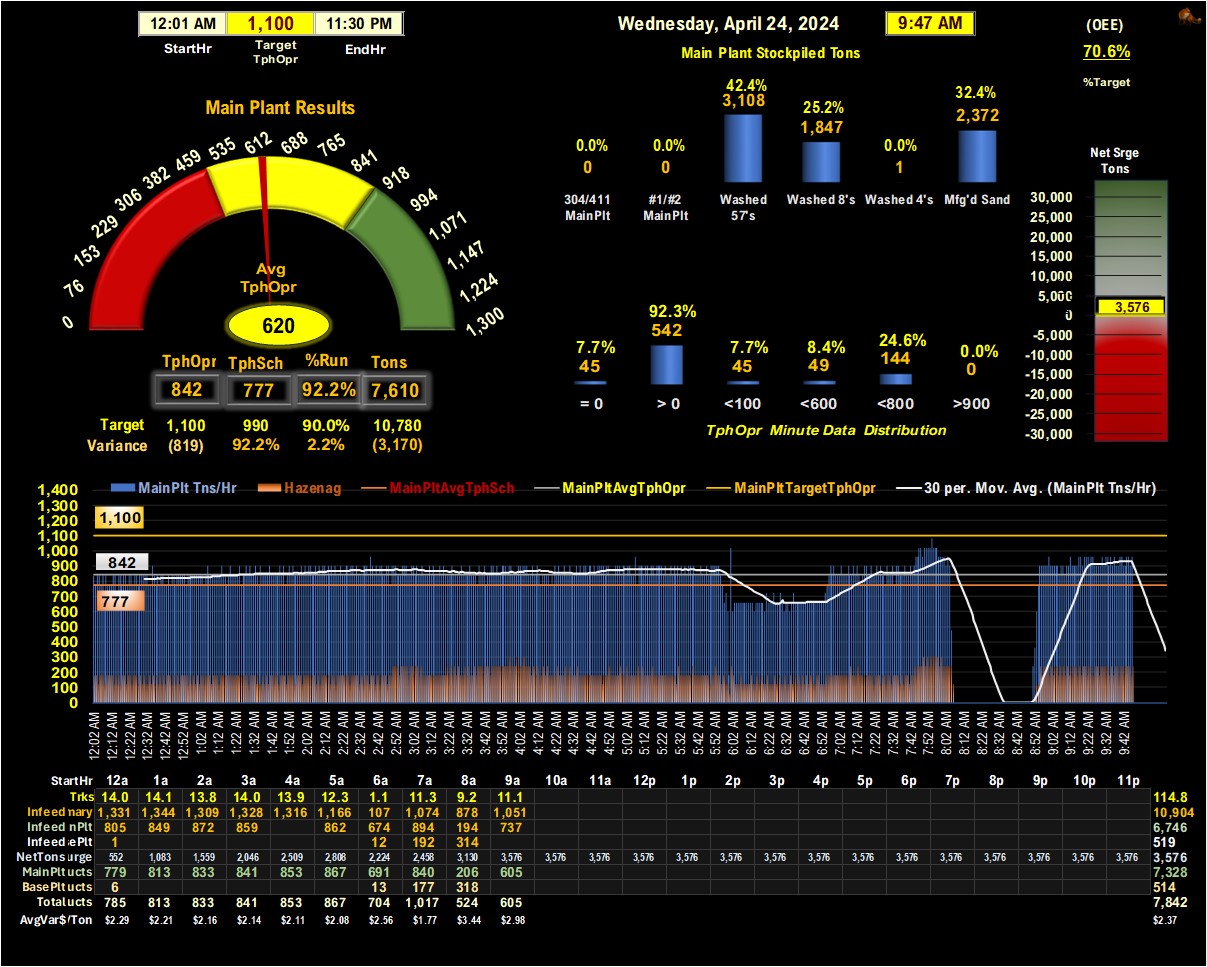 12:01 AM 1,100 11:30 PM
StartHr Target TphOpr EndHr
Wednesday, April 24, 2024 9:47 AM
(OEE)
70.6%
%Target
Main Plant Stockpiled Tons
42.4% 25.2% 32.4%
3,108 1,847 2,372
0.0% 0.0% 0.0%
0 0 1
304/411 MainPlt #1/#2 MainPlt Washed 57's Washed 8's Washed 4's Mfg'd Sand
Main Plant Results
0 76 153 229 306 382 459 535 612 688 765 841 918 994 1,071 1,147 1,224 1,300
Avg
TphOpr
620
TphOpr TphSch %Run Tons
842 777 92.2% 7,610
Target 1,100 990 90.0% 10,780
Variance (819) 92.2% 2.2% (3,170)
7.7% 92.3% 7.7% 8.4% 24.6% 0.0%
45 542 45 49 144 0
= 0 > 0 <100 <600 <800 >900
TphOpr Minute Data Distribution
Net Srge
Tons
30,000
25,000
20,000
15,000
10,000
5,000
3,576
0
-5,000
-10,000
-15,000
-20,000
-25,000
-30,000
MainPlt Tns/Hr Hazenag MainPltAvgTphSch MainPltAvgTphOpr MainPltTargetTphOpr 30 per. Mov. Avg. (MainPlt Tns/Hr)
1,400
1,300
1,200
1,100
1,000
900
800
700
600
500
400
300
200
100
0
1,100
842
777
12:02 AM 12:12 AM 12:22 AM 12:32 AM 12:42 AM 12:52 AM 1:02 AM 1:12 AM 1:22 AM 1:32 AM 1:42 AM 1:52 AM 2:02 AM 2:12 AM 2:22 AM 2:32 AM 2:42 AM 2:52 AM 3:02 AM 3:12 AM 3:22 AM 3:32 AM 3:42 AM 3:52 AM 4:02 AM 4:12 AM 4:22 AM 4:32 AM 4:42 AM 4:52 AM 5:02 AM 5:12 AM 5:22 AM 5:32 AM 5:42 AM 5:52 AM 6:02 AM 6:12 AM 6:22 AM 6:32 AM 6:42 AM 6:52 AM 7:02 AM 7:12 AM 7:22 AM 7:32 AM 7:42 AM 7:52 AM 8:02 AM 8:12 AM 8:22 AM 8:32 AM 8:42 AM 8:52 AM 9:02 AM 9:12 AM 9:22 AM 9:32 AM 9:42 AM
StartHr 12a 1a 2a 3a 4a 5a 6a 7a 8a 9a 10a 11a 12p 1p 2p 3p 4p 5p 6p 7p 8p 9p 10p 11p
Trks 14.0 14.1 13.8 14.0 13.9 12.3 1.1 11.3 9.2 11.1 114.8
Infeed mary 1,331 1,344 1,309 1,328 1,316 1,166 107 1,074 878 1,051 10,904
Infeed nPlt 805 849 872 859 862 674 894 194 737 6,746
Infeed ePlt 1 12 192 314 519
NetTons urge 552 1,083 1,559 2,046 2,509 2,808 2,224 2,458 3,130 3,576 3,576 3,576 3,576 3,576 3,576 3,576 3,576 3,576 3,576 3,576 3,576 3,576 3,576 3,576 3,576
MainPlt ucts 779 813 833 841 853 867 691 840 206 605 7,328
BasePlt ucts 6 13 177 318 514
Total ucts 785 813 833 841 853 867 704 1,017 524 605 7,842
AvgVar$/Ton $2.29 $2.21 $2.16 $2.14 $2.11 $2.08 $2.56 $1.77 $3.44 $2.98 $2.37